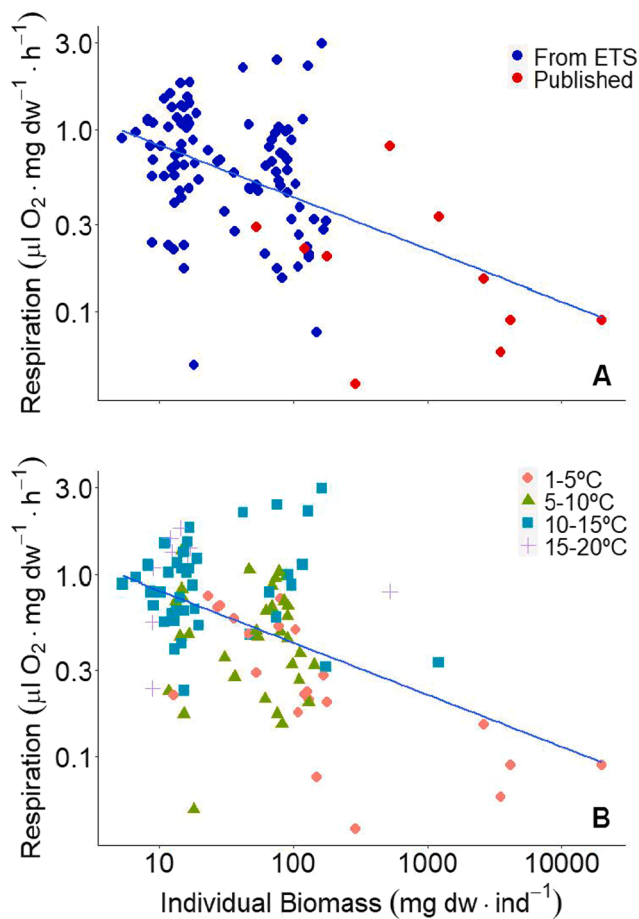 A
3.0
1.0
0.3
0.1
Respiration (µl O₂ · mg dw⁻¹ · h⁻¹)
From ETS
Published
B
3.0
1.0
0.3
0.1
Respiration (µl O₂ · mg dw⁻¹ · h⁻¹)
1-5ºC
5-10ºC
10-15ºC
15-20ºC
10
100
1000
10000
Individual Biomass (mg dw · ind⁻¹)